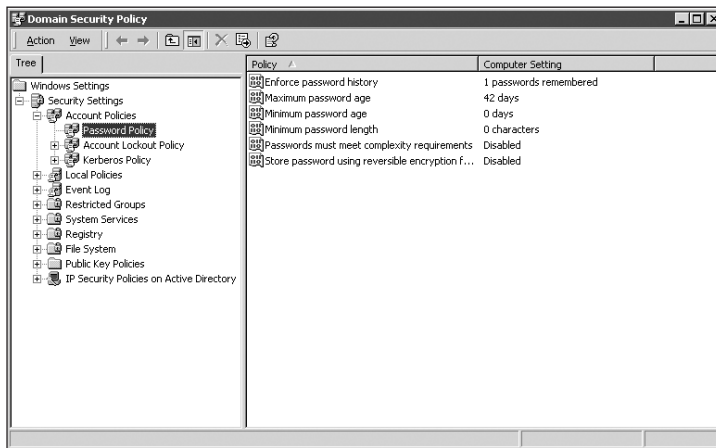 Domain Security Policy
Action View
Tree
Policy Computer Setting
Windows Settings
Security Settings
Account Policies
Password Policy
Account Lockout Policy
Kerberos Policy
Local Policies
Event Log
Restricted Groups
System Services
Registry
File System
Public Key Policies
IP Security Policies on Active Directory
Enforce password history 1 passwords remembered
Maximum password age 42 days
Minimum password age 0 days
Minimum password length 0 characters
Passwords must meet complexity requirements Disabled
Store password using reversible encryption f... Disabled